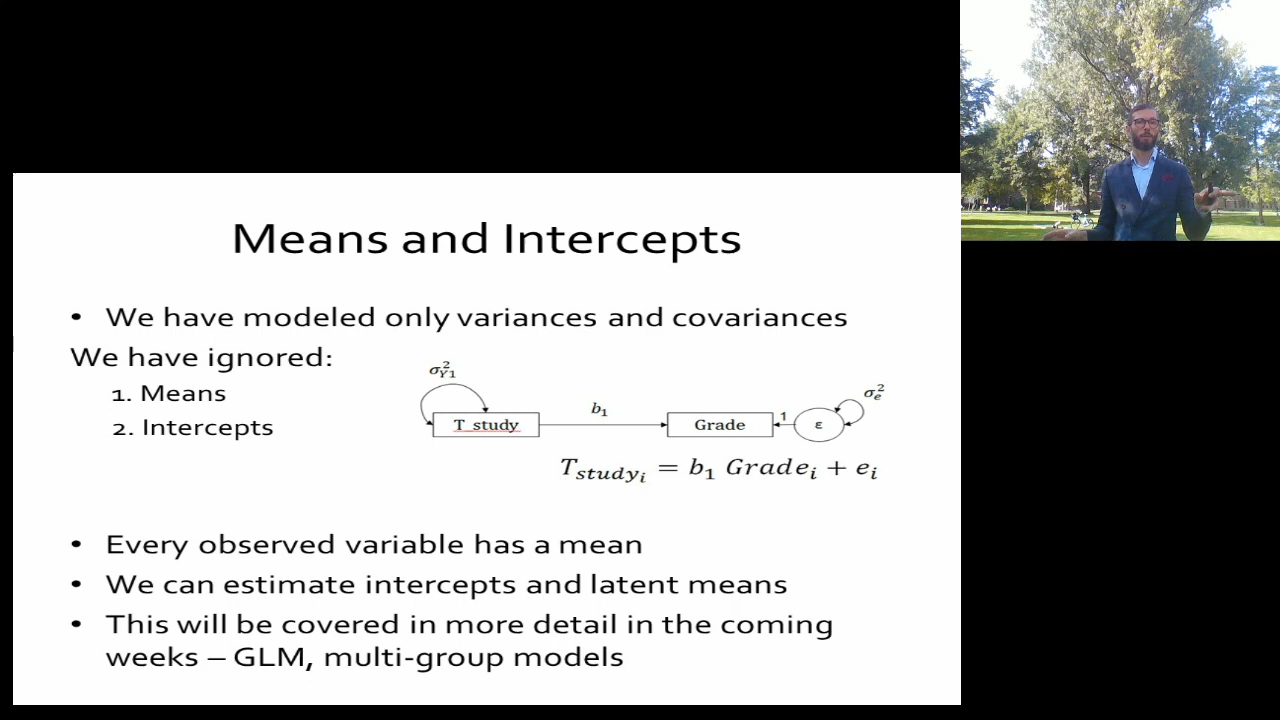 Means and Intercepts
• We have modeled only variances and covariances
We have ignored:
1. Means
2. Intercepts
σ²Y1
T_study
b₁
Grade
1
ε
σ²e
T_study_i = b₁ Grade_i + e_i
• Every observed variable has a mean
• We can estimate intercepts and latent means
• This will be covered in more detail in the coming
weeks – GLM, multi-group models